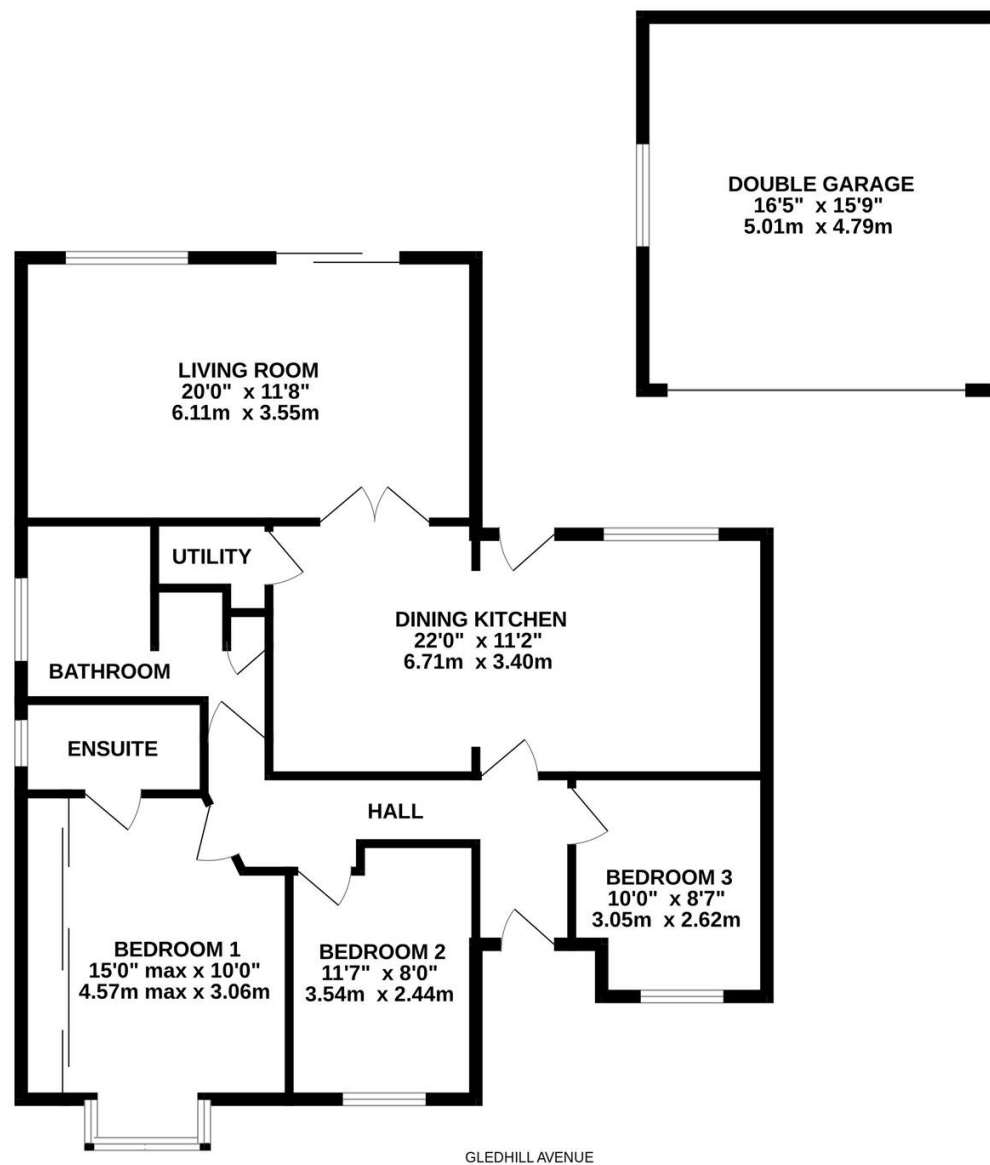 DOUBLE GARAGE
16'5" x 15'9"
5.01m x 4.79m
LIVING ROOM
20'0" x 11'8"
6.11m x 3.55m
UTILITY
DINING KITCHEN
22'0" x 11'2"
6.71m x 3.40m
BATHROOM
ENSUITE
HALL
BEDROOM 3
10'0" x 8'7"
3.05m x 2.62m
BEDROOM 1
15'0" max x 10'0"
4.57m max x 3.06m
BEDROOM 2
11'7" x 8'0"
3.54m x 2.44m
GLEDHILL AVENUE